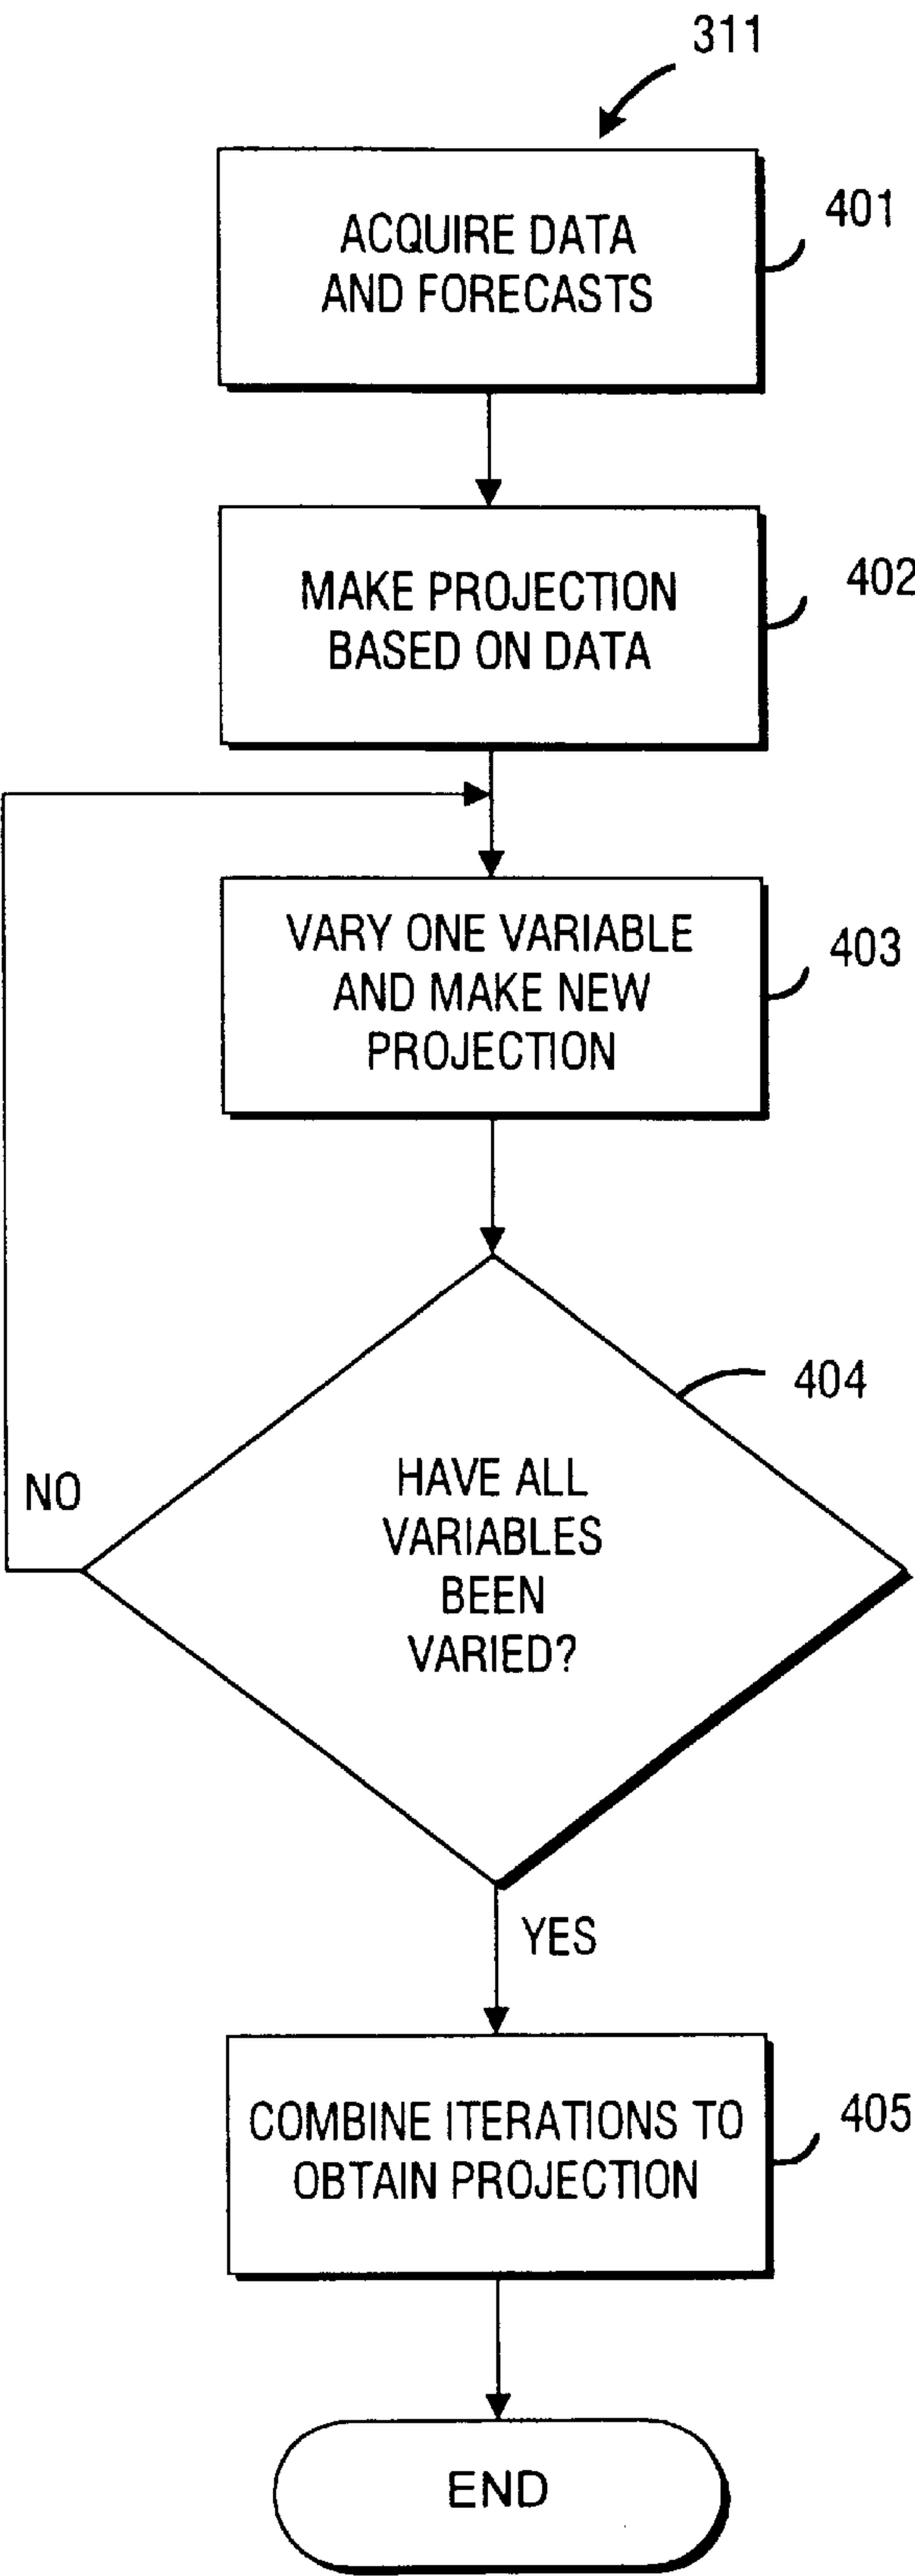 311
ACQUIRE DATA
AND FORECASTS
401
MAKE PROJECTION
BASED ON DATA
402
VARY ONE VARIABLE
AND MAKE NEW
PROJECTION
403
404
HAVE ALL
VARIABLES
BEEN
VARIED?
NO
YES
COMBINE ITERATIONS TO
OBTAIN PROJECTION
405
END